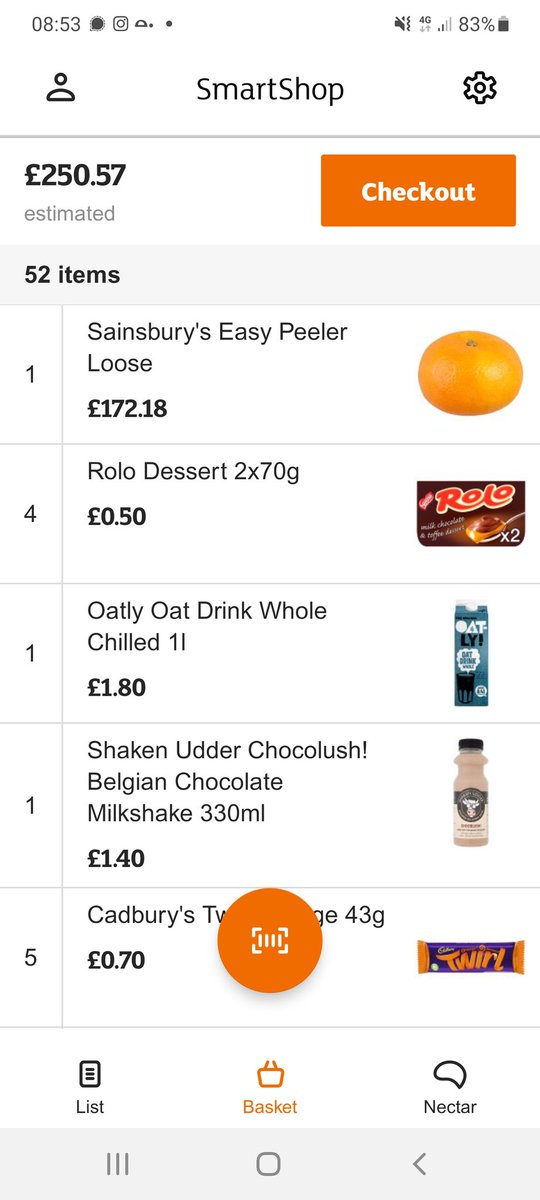 08:53
4G
83%
SmartShop
£250.57
estimated
Checkout
52 items
1
Sainsbury's Easy Peeler
Loose
£172.18
4
Rolo Dessert 2x70g
£0.50
ROLO
milk chocolate
& toffee dessert
x2
1
Oatly Oat Drink Whole
Chilled 1l
£1.80
OAT-
LY!
OAT
DRINK
WHOLE
1
Shaken Udder Chocolush!
Belgian Chocolate
Milkshake 330ml
£1.40
5
Cadbury's Tw ge 43g
£0.70
Cadbury
TWIRL
List
Basket
Nectar